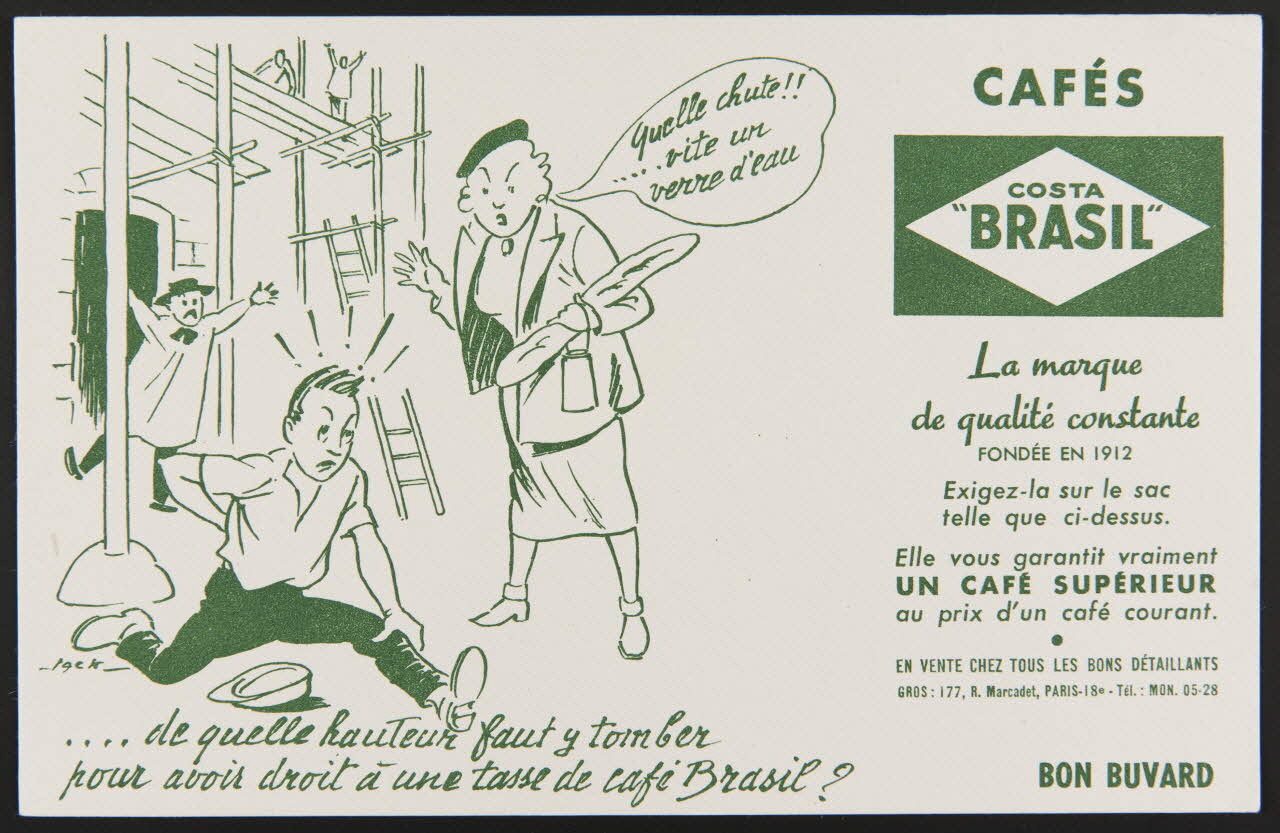 Quelle chute!!
.....vite un
verre d'eau
-Jack-
.... de quelle hauteur faut y tomber
pour avoir droit à une tasse de café Brasil?
CAFÉS
COSTA
"BRASIL"
La marque
de qualité constante
FONDÉE EN 1912
Exigez-la sur le sac
telle que ci-dessus.
Elle vous garantit vraiment
UN CAFÉ SUPÉRIEUR
au prix d'un café courant.
EN VENTE CHEZ TOUS LES BONS DÉTAILLANTS
GROS : 177, R. Marcadet, PARIS-18e - Tél. : MON. 05-28
BON BUVARD